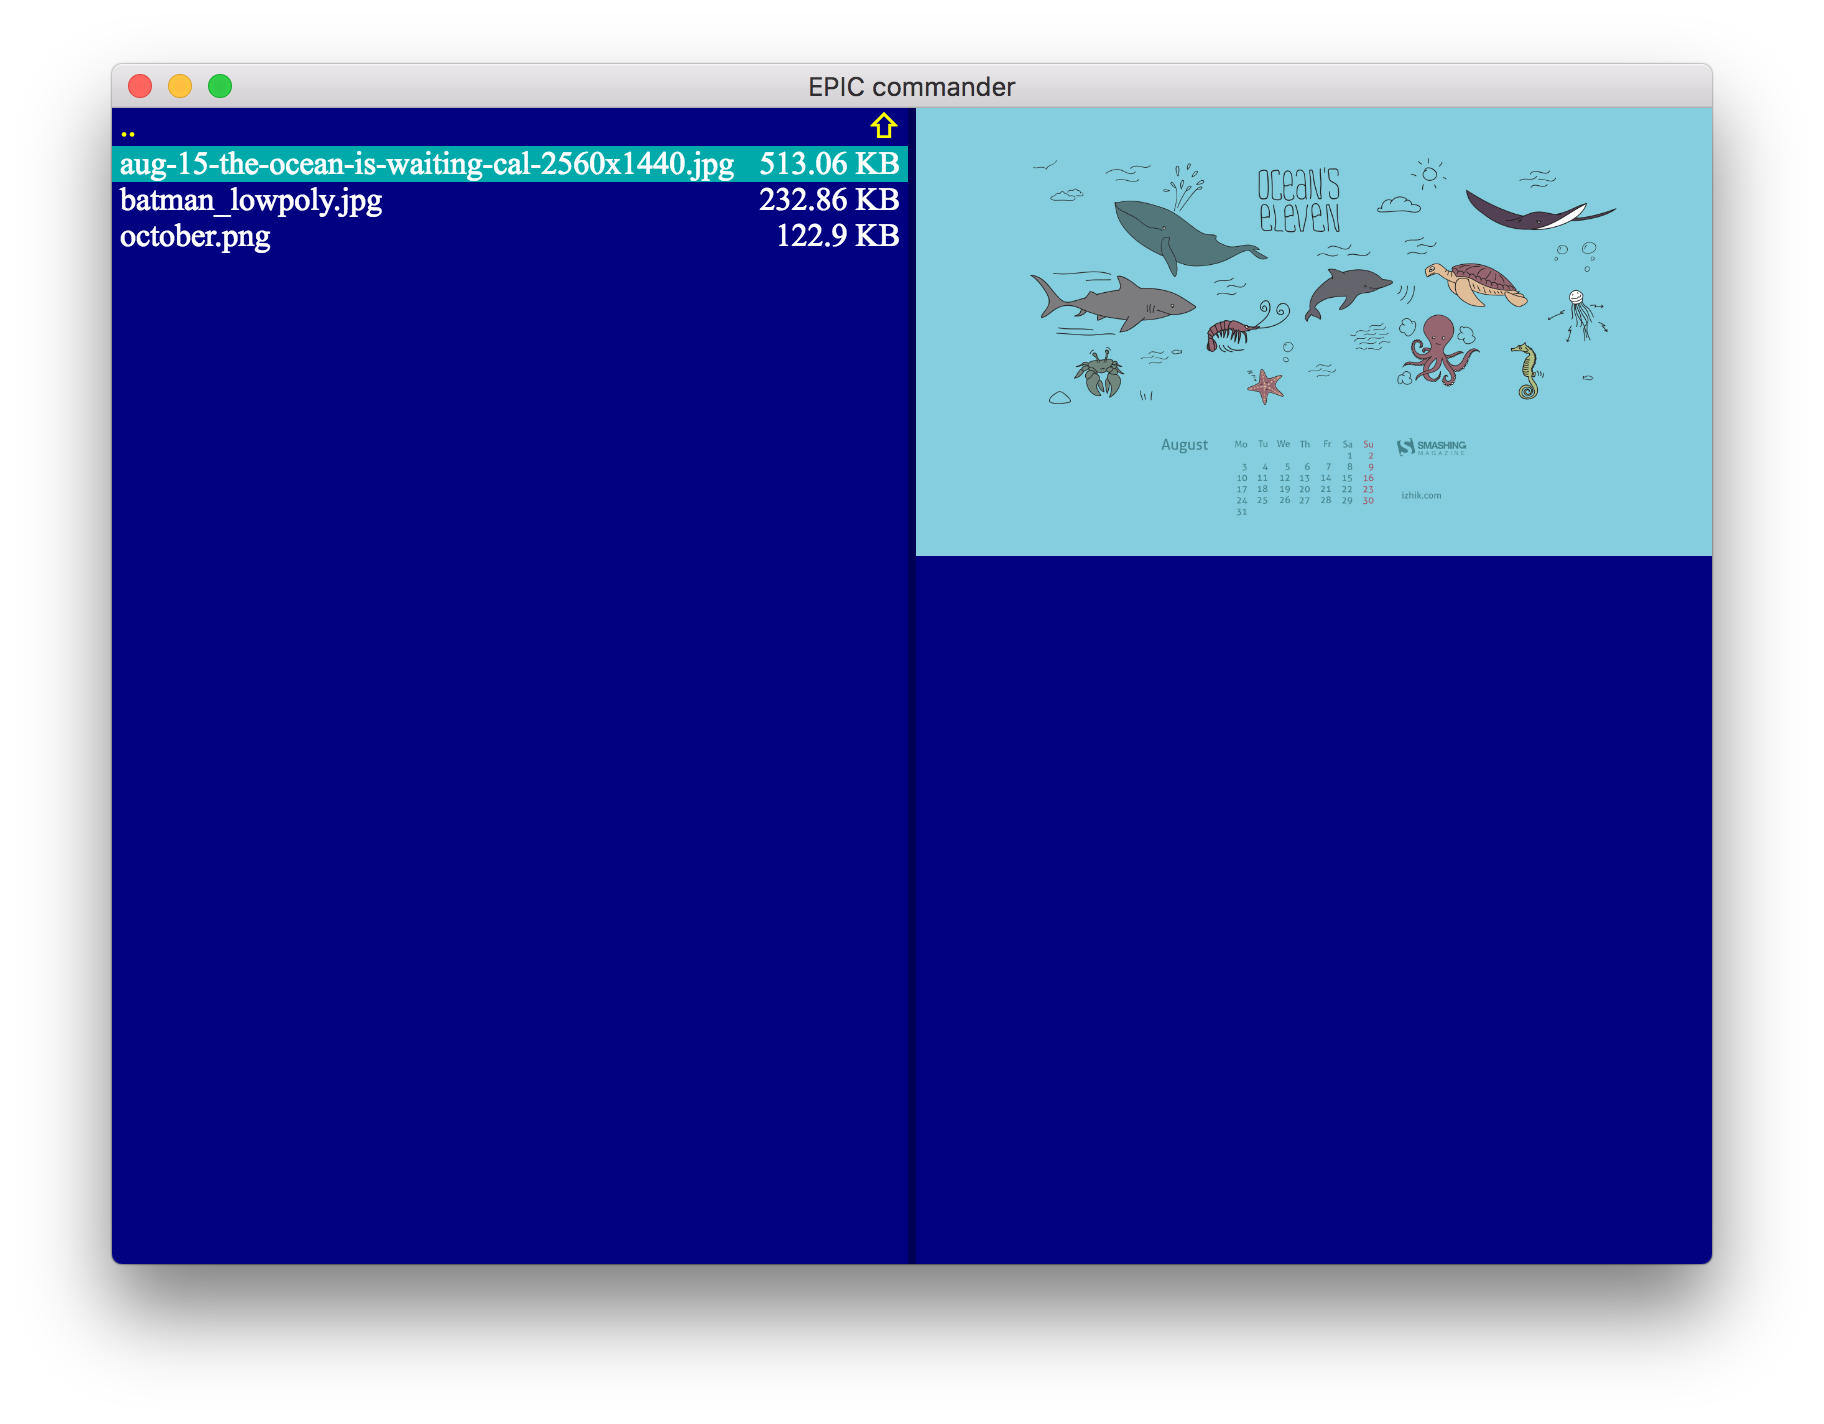 EPIC commander
..
aug-15-the-ocean-is-waiting-cal-2560x1440.jpg 513.06 KB
batman_lowpoly.jpg 232.86 KB
october.png 122.9 KB
OCEAN'S
ELEVEN
August
Mo Tu We Th Fr Sa Su
1 2
3 4 5 6 7 8 9
10 11 12 13 14 15 16
17 18 19 20 21 22 23
24 25 26 27 28 29 30
31
SMASHING
MAGAZINE
izhik.com